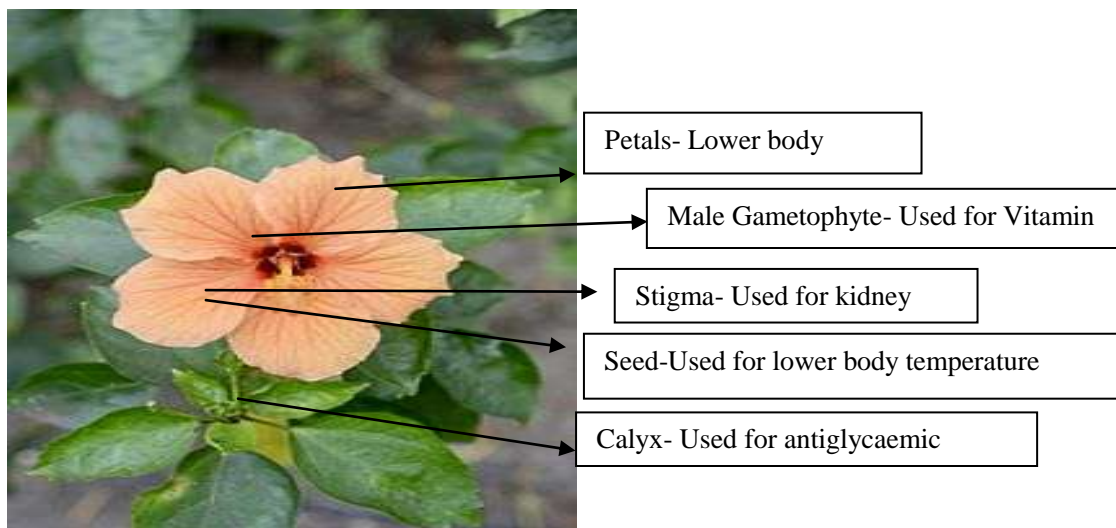 Petals- Lower body
Male Gametophyte- Used for Vitamin
Stigma- Used for kidney
Seed-Used for lower body temperature
Calyx- Used for antiglycaemic